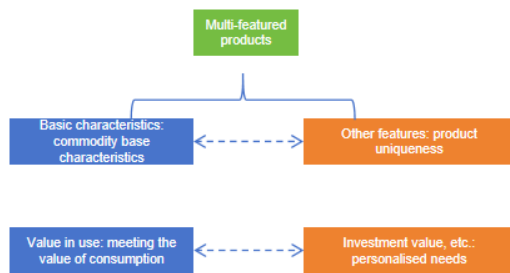 Multi-featured
products
Basic characteristics:
commodity base
characteristics
Other features: product
uniqueness
Value in use: meeting the
value of consumption
Investment value, etc.:
personalised needs